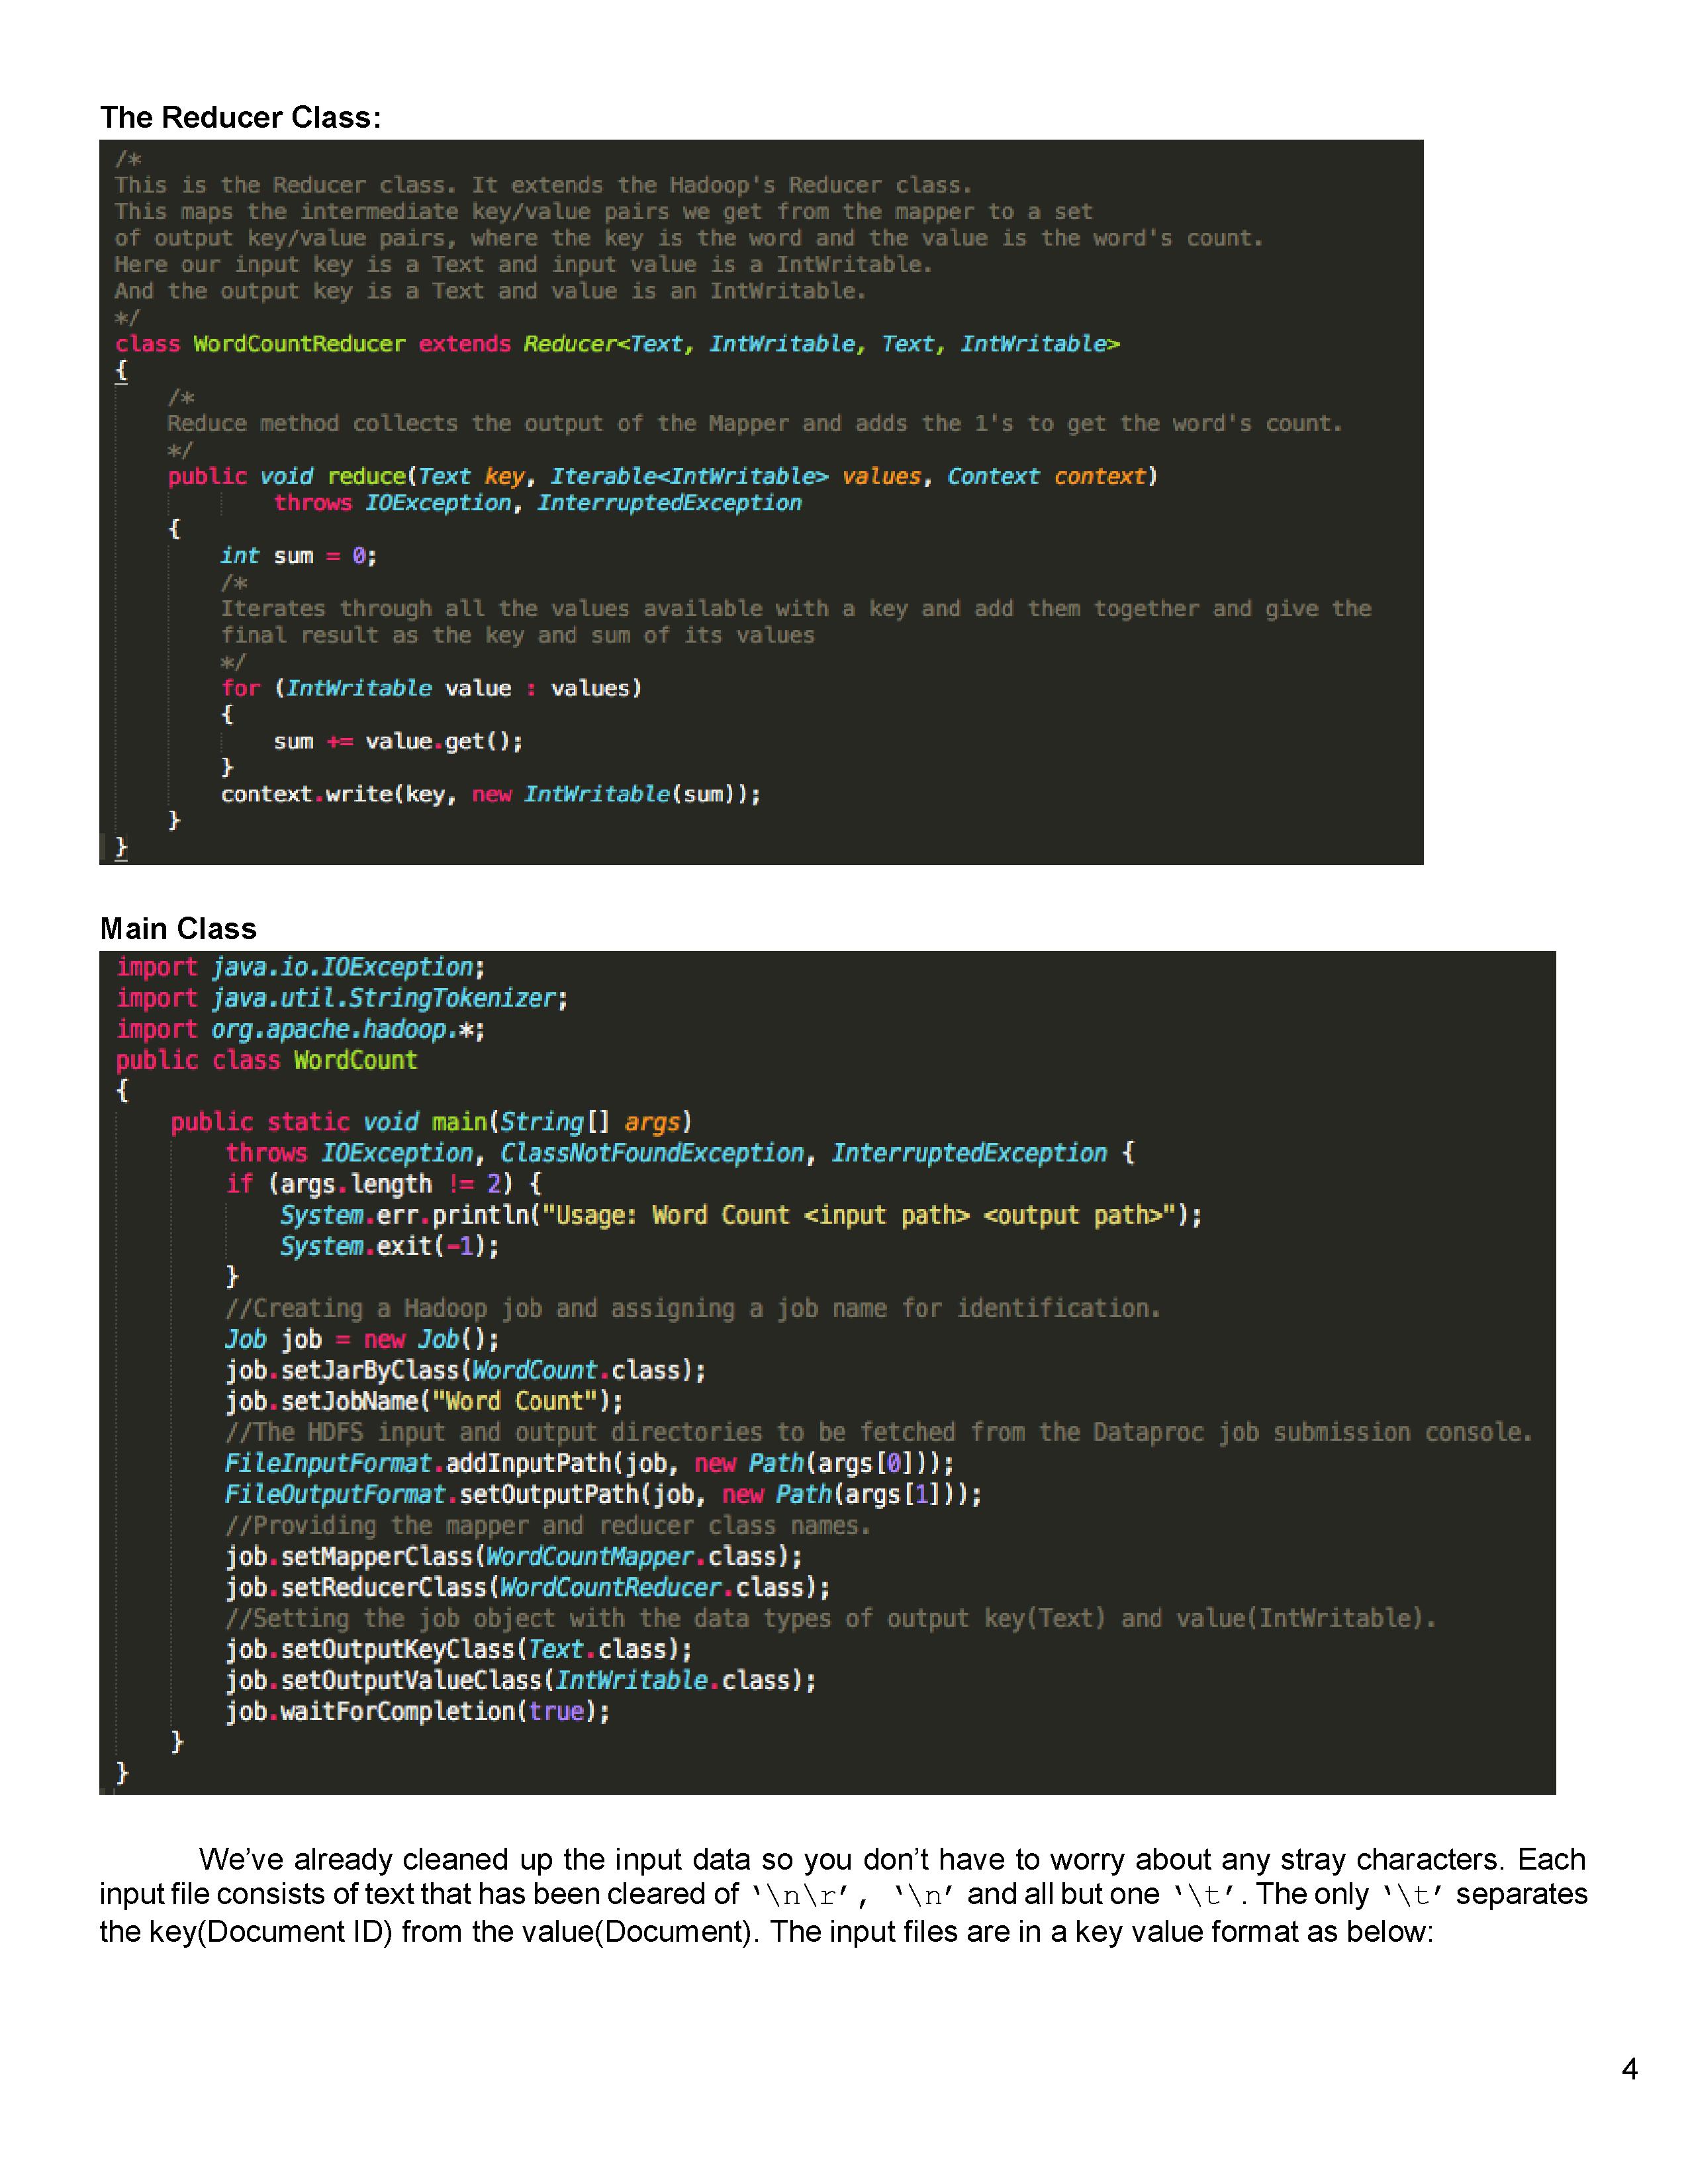 The Reducer Class:
/*
This is the Reducer class. It extends the Hadoop's Reducer class.
This maps the intermediate key/value pairs we get from the mapper to a set
of output key/value pairs, where the key is the word and the value is the word's count.
Here our input key is a Text and input value is a IntWritable.
And the output key is a Text and value is an IntWritable.
*/
class WordCountReducer extends Reducer<Text, IntWritable, Text, IntWritable>
{
/*
Reduce method collects the output of the Mapper and adds the 1's to get the word's count.
*/
public void reduce(Text key, Iterable<IntWritable> values, Context context)
throws IOException, InterruptedException
{
int sum = 0;
/*
Iterates through all the values available with a key and add them together and give the
final result as the key and sum of its values
*/
for (IntWritable value : values)
{
sum += value.get();
}
context.write(key, new IntWritable(sum));
}
}
Main Class
import java.io.IOException;
import java.util.StringTokenizer;
import org.apache.hadoop.*;
public class WordCount
{
public static void main(String[] args)
throws IOException, ClassNotFoundException, InterruptedException {
if (args.length != 2) {
System.err.println("Usage: Word Count <input path> <output path>");
System.exit(-1);
}
//Creating a Hadoop job and assigning a job name for identification.
Job job = new Job();
job.setJarByClass(WordCount.class);
job.setJobName("Word Count");
//The HDFS input and output directories to be fetched from the Dataproc job submission console.
FileInputFormat.addInputPath(job, new Path(args[0]));
FileOutputFormat.setOutputPath(job, new Path(args[1]));
//Providing the mapper and reducer class names.
job.setMapperClass(WordCountMapper.class);
job.setReducerClass(WordCountReducer.class);
//Setting the job object with the data types of output key(Text) and value(IntWritable).
job.setOutputKeyClass(Text.class);
job.setOutputValueClass(IntWritable.class);
job.waitForCompletion(true);
}
}
We’ve already cleaned up the input data so you don’t have to worry about any stray characters. Each
input file consists of text that has been cleared of ‘\n\r’, ‘\n’ and all but one ‘\t’. The only ‘\t’ separates
the key(Document ID) from the value(Document). The input files are in a key value format as below:
4